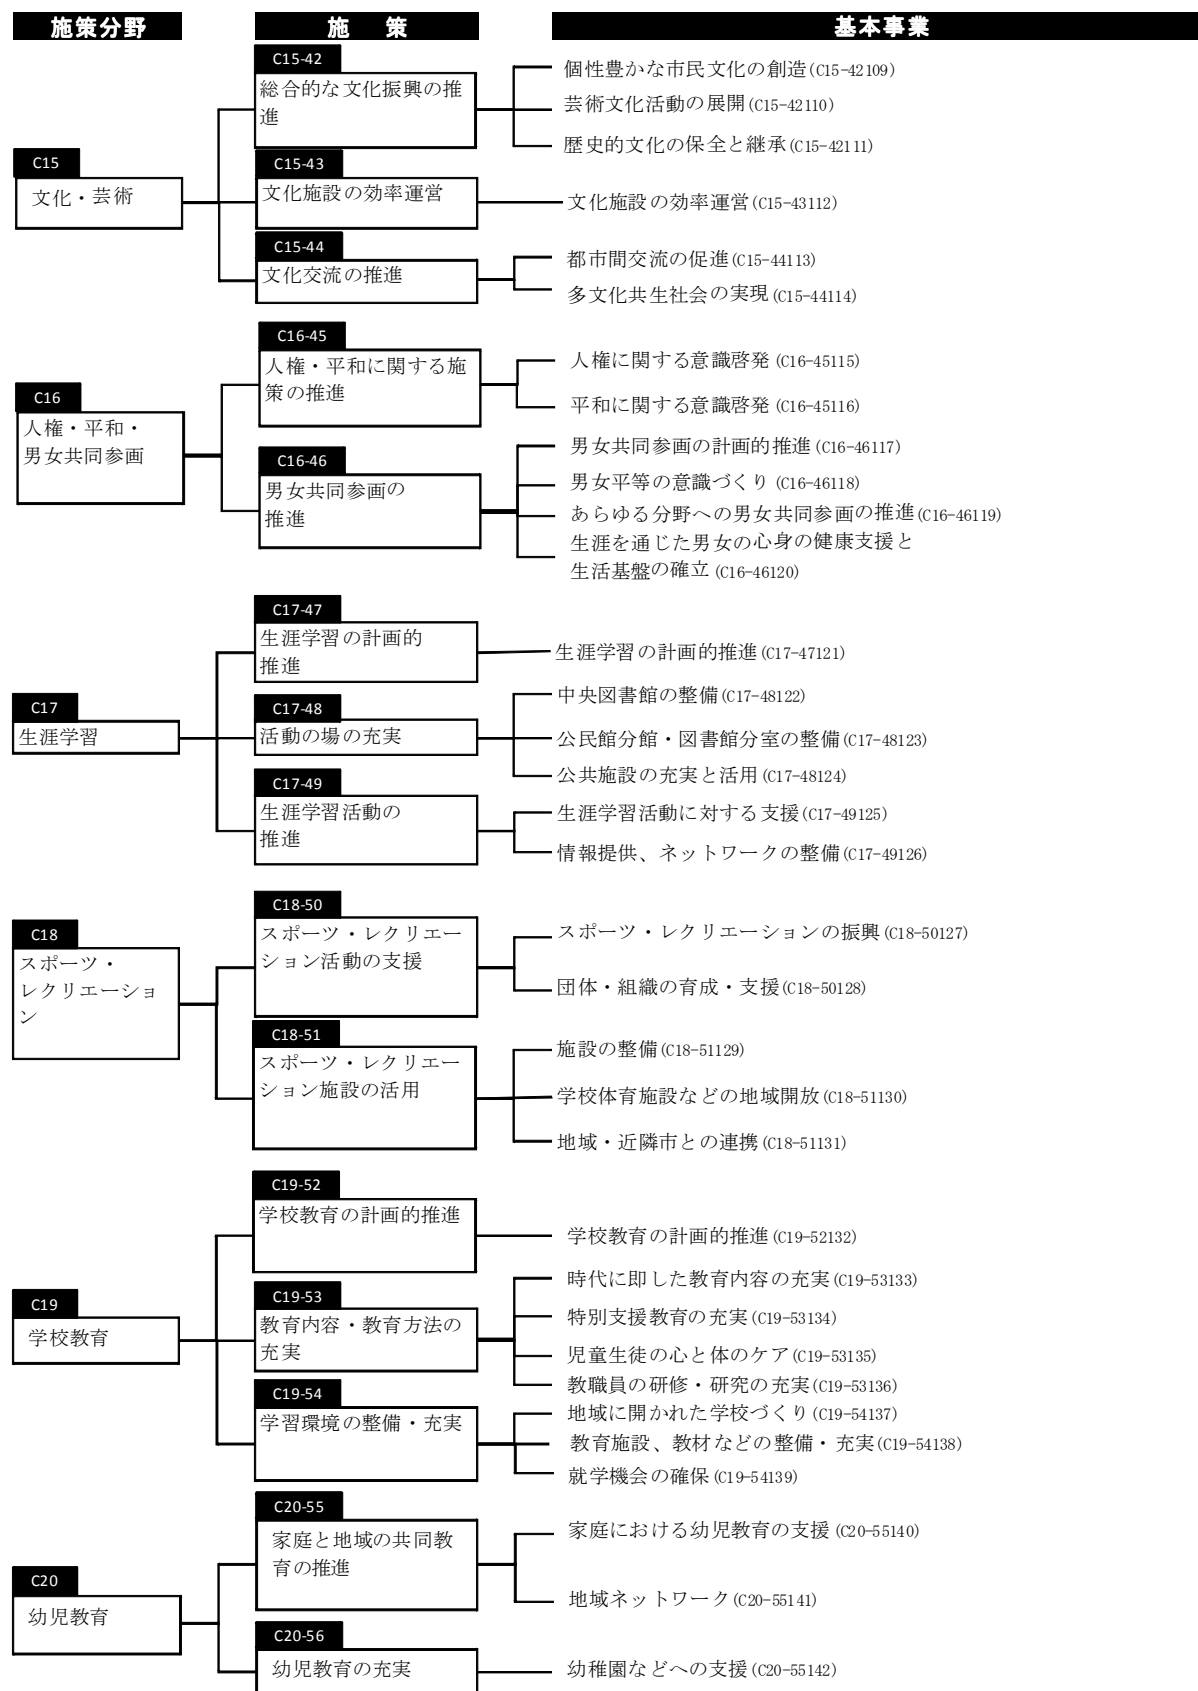 施策分野
施　策
基本事業
C15
文化・芸術
C15-42
総合的な文化振興の推
進
個性豊かな市民文化の創造(C15-42109)
芸術文化活動の展開(C15-42110)
歴史的文化の保全と継承(C15-42111)
C15-43
文化施設の効率運営
文化施設の効率運営(C15-43112)
C15-44
文化交流の推進
都市間交流の促進(C15-44113)
多文化共生社会の実現(C15-44114)
C16
人権・平和・
男女共同参画
C16-45
人権・平和に関する施
策の推進
人権に関する意識啓発(C16-45115)
平和に関する意識啓発(C16-45116)
C16-46
男女共同参画の
推進
男女共同参画の計画的推進(C16-46117)
男女平等の意識づくり(C16-46118)
あらゆる分野への男女共同参画の推進(C16-46119)
生涯を通じた男女の心身の健康支援と
生活基盤の確立(C16-46120)
C17
生涯学習
C17-47
生涯学習の計画的
推進
生涯学習の計画的推進(C17-47121)
C17-48
活動の場の充実
中央図書館の整備(C17-48122)
公民館分館・図書館分室の整備(C17-48123)
公共施設の充実と活用(C17-48124)
C17-49
生涯学習活動の
推進
生涯学習活動に対する支援(C17-49125)
情報提供、ネットワークの整備(C17-49126)
C18
スポーツ・
レクリエーショ
ン
C18-50
スポーツ・レクリエー
ション活動の支援
スポーツ・レクリエーションの振興(C18-50127)
団体・組織の育成・支援(C18-50128)
C18-51
スポーツ・レクリエー
ション施設の活用
施設の整備(C18-51129)
学校体育施設などの地域開放(C18-51130)
地域・近隣市との連携(C18-51131)
C19
学校教育
C19-52
学校教育の計画的推進
学校教育の計画的推進(C19-52132)
C19-53
教育内容・教育方法の
充実
時代に即した教育内容の充実(C19-53133)
特別支援教育の充実(C19-53134)
児童生徒の心と体のケア(C19-53135)
教職員の研修・研究の充実(C19-53136)
C19-54
学習環境の整備・充実
地域に開かれた学校づくり(C19-54137)
教育施設、教材などの整備・充実(C19-54138)
就学機会の確保(C19-54139)
C20
幼児教育
C20-55
家庭と地域の共同教
育の推進
家庭における幼児教育の支援(C20-55140)
地域ネットワーク(C20-55141)
C20-56
幼児教育の充実
幼稚園などへの支援(C20-55142)